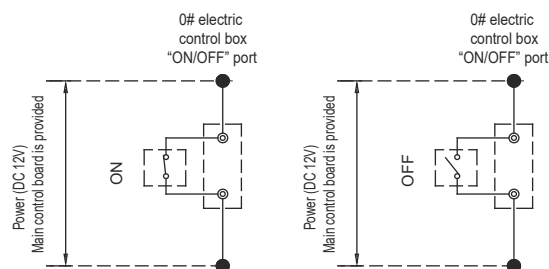 0# electric
control box
“ON/OFF” port
Power (DC 12V)
Main control board is provided
ON
0# electric
control box
“ON/OFF” port
Power (DC 12V)
Main control board is provided
OFF